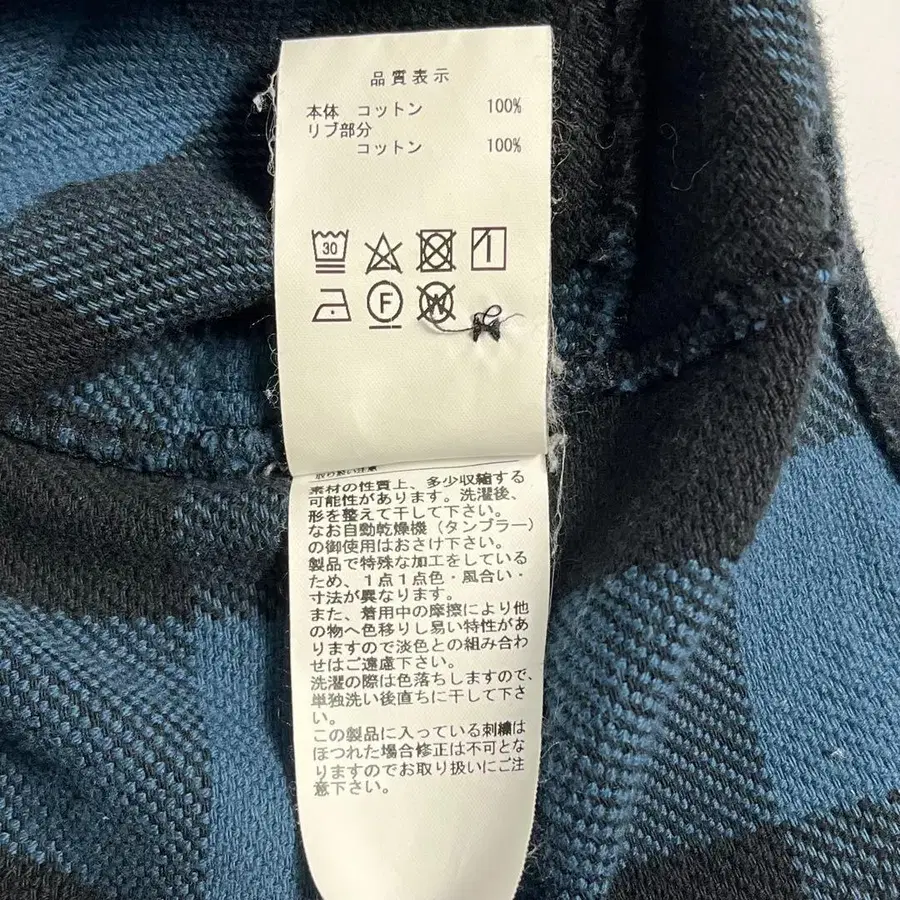 品質表示
本体 コットン 100%
リブ部分
コットン 100%
30
F
W
取り扱い注意
素材の性質上、多少収縮する
可能性があります。洗濯後、
形を整えて干して下さい。
なお自動乾燥機（タンブラー）
の御使用はおさけ下さい。
製品で特殊な加工をしている
ため、１点１点色・風合い・
寸法が異なります。
また、着用中の摩擦により他
の物へ色移りし易い特性があ
りますので淡色との組み合わ
せはご遠慮下さい。
洗濯の際は色落ちしますので、
単独洗い後直ちに干して下さ
い。
この製品に入っている刺繍は
ほつれた場合修正は不可とな
りますのでお取り扱いにご注
意下さい。